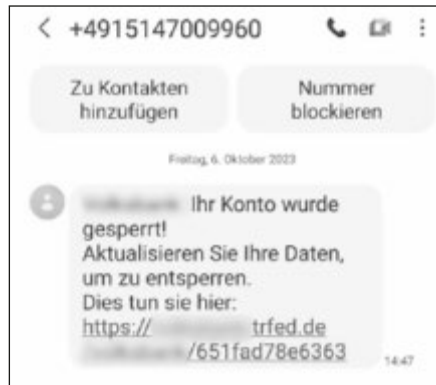 +4915147009960
Zu Kontakten
hinzufügen
Nummer
blockieren
Freitag, 6. Oktober 2023
Ihr Konto wurde
gesperrt!
Aktualisieren Sie Ihre Daten,
um zu entsperren.
Dies tun sie hier:
https:// trfed.de
/651fad78e6363
14:47